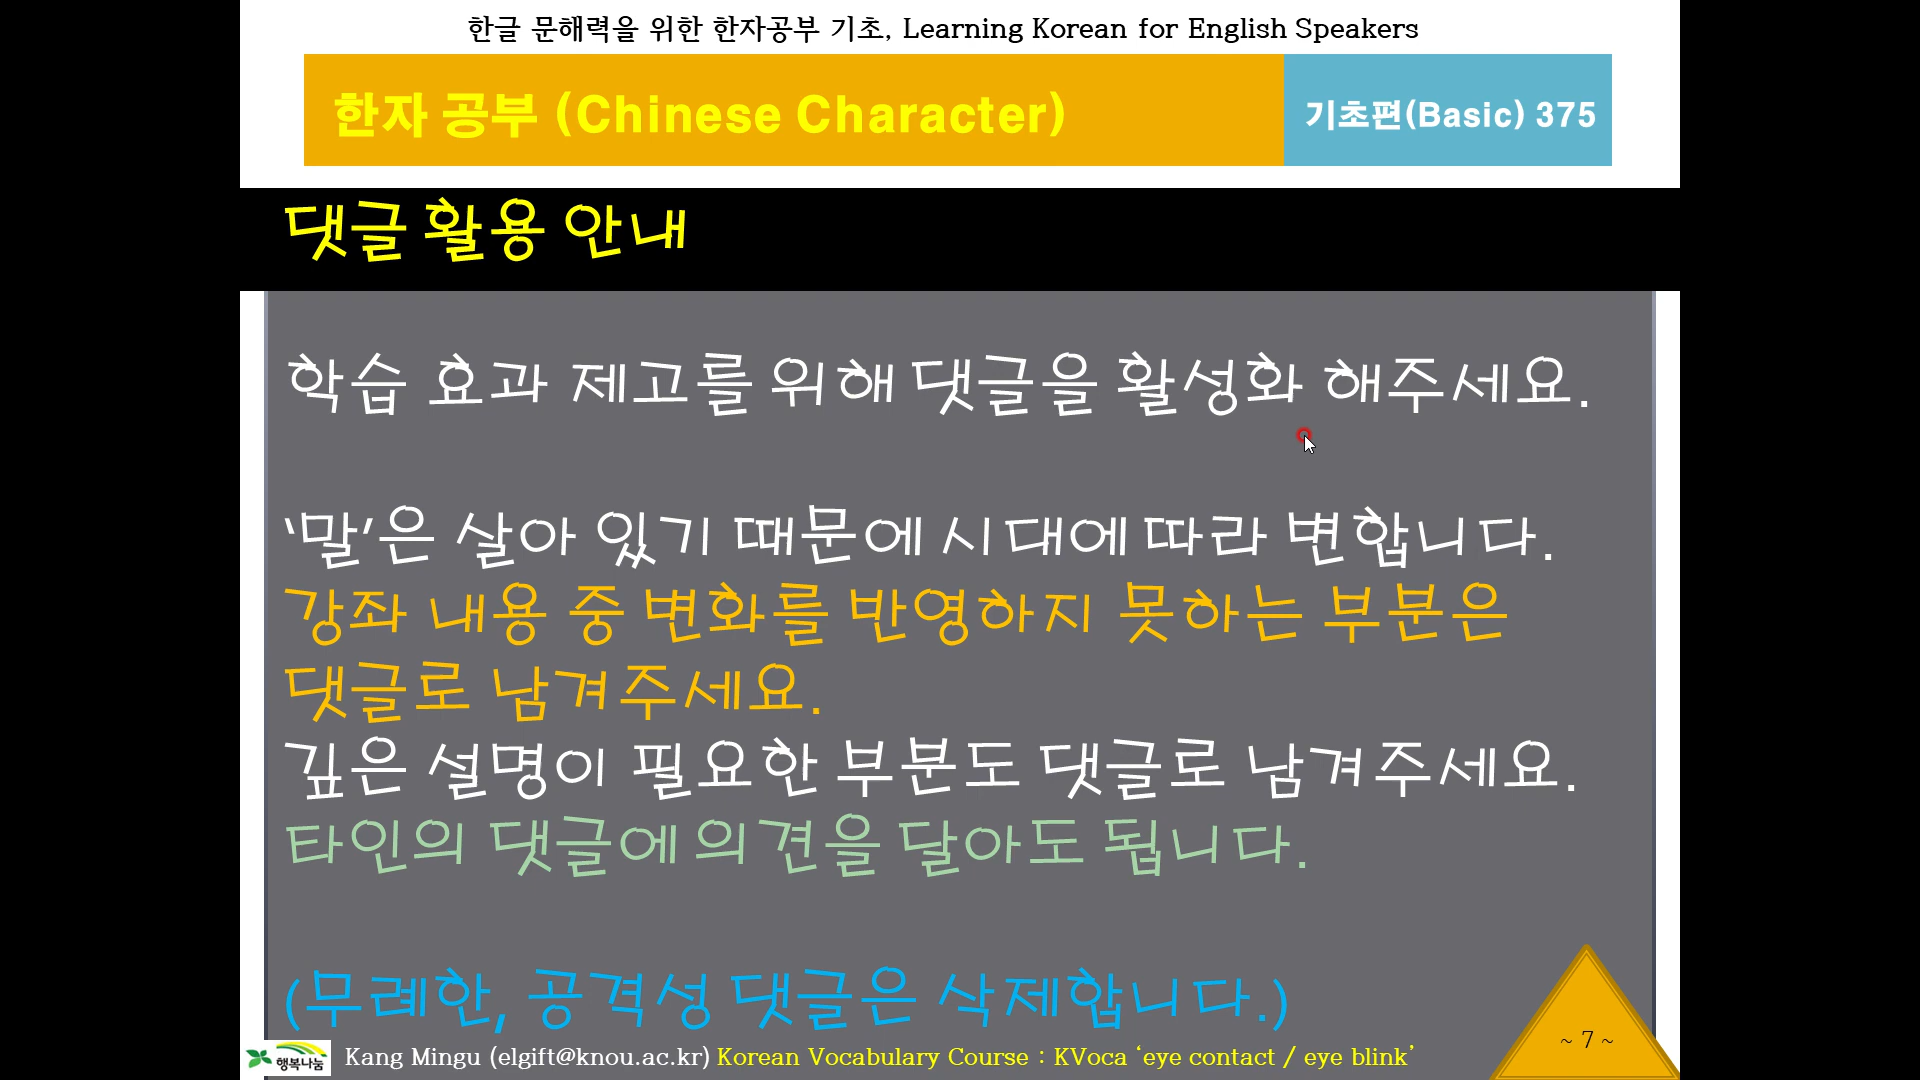 한글 문해력을 위한 한자공부 기초, Learning Korean for English Speakers
한자 공부 (Chinese Character)
기초편(Basic) 375
댓글 활용 안내
학습 효과 제고를 위해 댓글을 활성화 해주세요.
‘말’은 살아 있기 때문에 시대에 따라 변합니다.
강좌 내용 중 변화를 반영하지 못하는 부분은
댓글로 남겨주세요.
깊은 설명이 필요한 부분도 댓글로 남겨주세요.
타인의 댓글에 의견을 달아도 됩니다.
(무례한, 공격성 댓글은 삭제합니다.)
~ 7 ~
행복나눔
Kang Mingu (elgift@knou.ac.kr) Korean Vocabulary Course : KVoca ‘eye contact / eye blink’